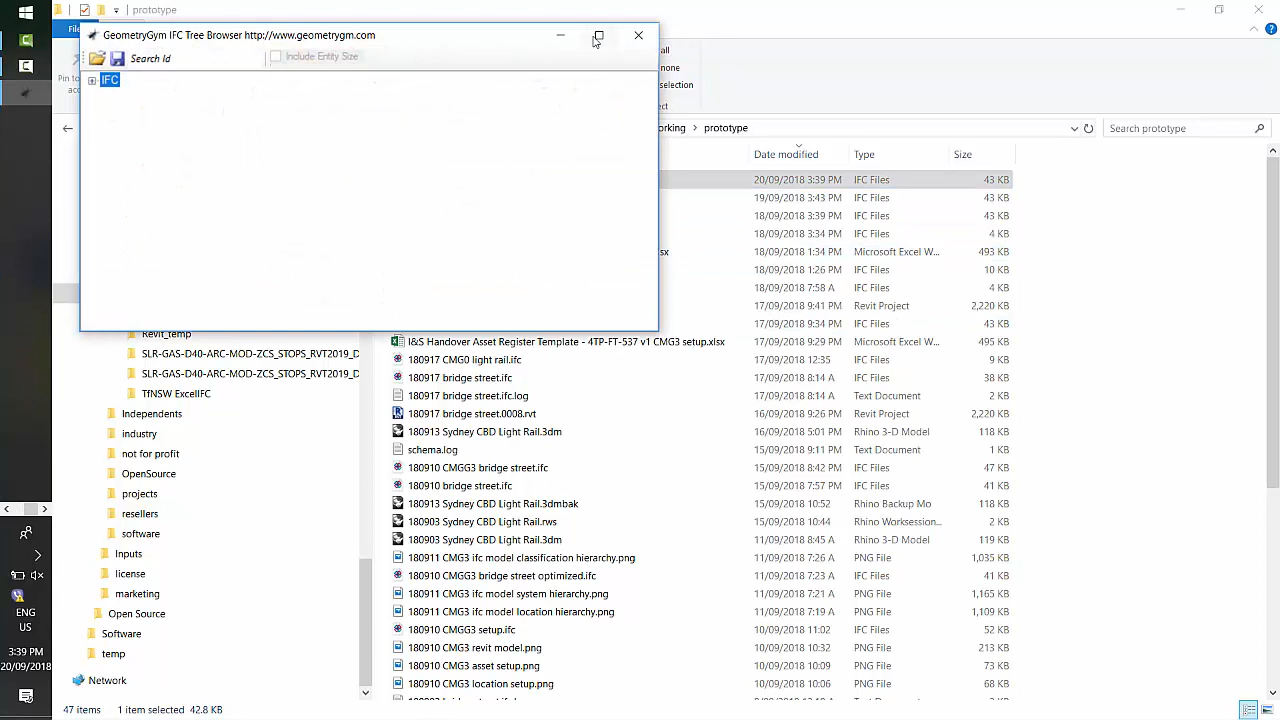 prototype
File
GeometryGym IFC Tree Browser http://www.geometrygym.com
Search Id
Include Entity Size
IFC
Pin to
all
none
selection
prototype
Search prototype
Date modified
Type
Size
20/09/2018 3:39 PM IFC Files 43 KB
19/09/2018 3:43 PM IFC Files 43 KB
18/09/2018 3:39 PM IFC Files 43 KB
18/09/2018 3:34 PM IFC Files 4 KB
18/09/2018 1:34 PM Microsoft Excel W... 493 KB
18/09/2018 1:26 PM IFC Files 10 KB
18/09/2018 7:58 A IFC Files 4 KB
17/09/2018 9:41 PM Revit Project 2,220 KB
17/09/2018 9:34 PM IFC Files 43 KB
I&S Handover Asset Register Template - 4TP-FT-537 v1 CMG3 setup.xlsx 17/09/2018 9:29 PM Microsoft Excel W... 495 KB
180917 CMG0 light rail.ifc 17/09/2018 12:35 IFC Files 9 KB
180917 bridge street.ifc 17/09/2018 8:14 A IFC Files 38 KB
180917 bridge street.ifc.log 17/09/2018 8:14 A Text Document 2 KB
180917 bridge street.0008.rvt 16/09/2018 9:26 PM Revit Project 2,220 KB
180913 Sydney CBD Light Rail.3dm 16/09/2018 5:01 PM Rhino 3-D Model 118 KB
schema.log 15/09/2018 9:11 PM Text Document 1 KB
180910 CMGG3 bridge street.ifc 15/09/2018 8:42 PM IFC Files 47 KB
180910 bridge street.ifc 15/09/2018 7:57 PM IFC Files 41 KB
180913 Sydney CBD Light Rail.3dmbak 15/09/2018 10:52 Rhino Backup Mo 118 KB
180903 Sydney CBD Light Rail.rws 15/09/2018 10:44 Rhino Worksession... 2 KB
180903 Sydney CBD Light Rail.3dm 11/09/2018 8:45 A Rhino 3-D Model 119 KB
180911 CMG3 ifc model classification hierarchy.png 11/09/2018 7:26 A PNG File 1,035 KB
180910 CMGG3 bridge street optimized.ifc 11/09/2018 7:23 A IFC Files 41 KB
180911 CMG3 ifc model system hierarchy.png 11/09/2018 7:21 A PNG File 1,165 KB
180911 CMG3 ifc model location hierarchy.png 11/09/2018 7:19 A PNG File 1,109 KB
180910 CMGG3 setup.ifc 10/09/2018 11:02 IFC Files 52 KB
180910 CMG3 revit model.png 10/09/2018 10:32 PNG File 213 KB
180910 CMG3 asset setup.png 10/09/2018 10:09 PNG File 73 KB
180910 CMG3 location setup.png 10/09/2018 10:06 PNG File 68 KB
Revit_temp
SLR-GAS-D40-ARC-MOD-ZCS_STOPS_RVT2019_D
SLR-GAS-D40-ARC-MOD-ZCS_STOPS_RVT2019_D
TfNSW ExcelIFC
Independents
industry
not for profit
OpenSource
projects
resellers
software
Inputs
license
marketing
Open Source
Software
temp
Network
47 items 1 item selected 42.8 KB
ENG
US
3:39 PM
20/09/2018